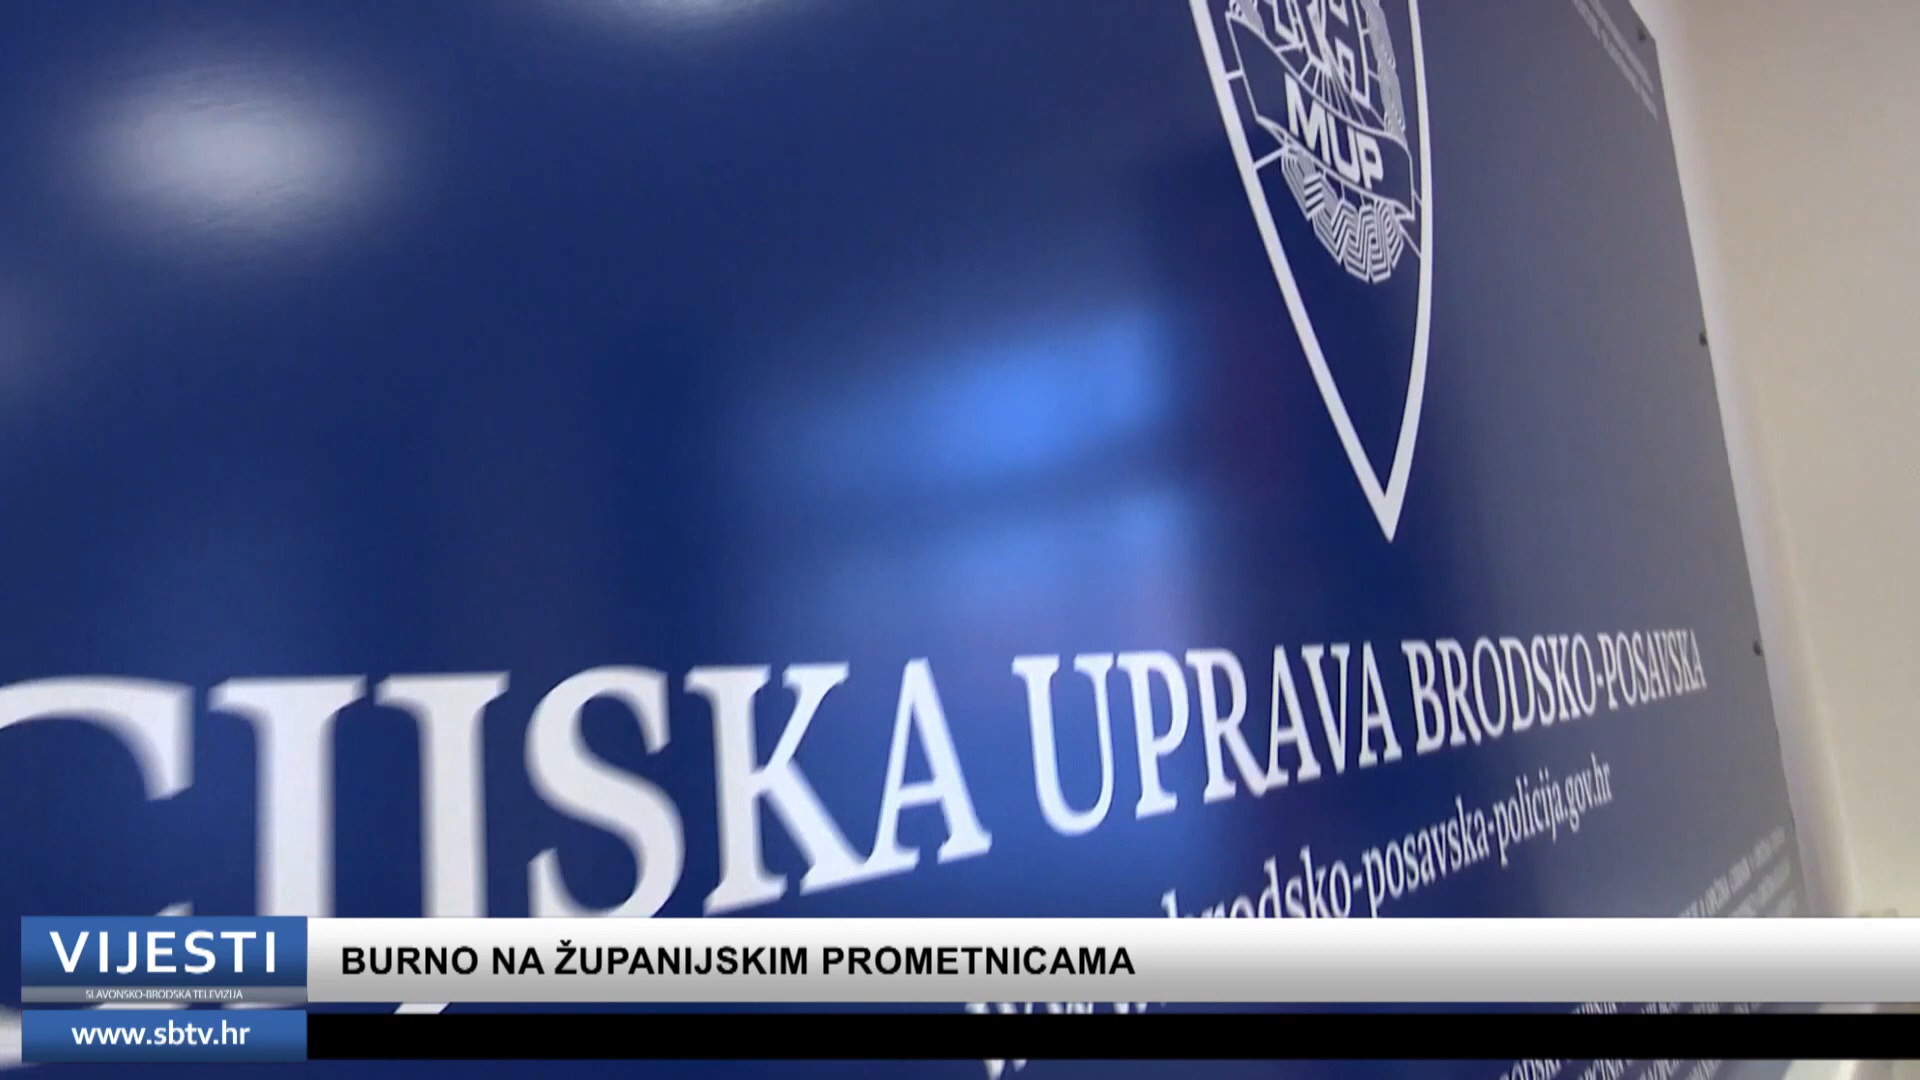 MUP
CIJSKA UPRAVA BRODSKO-POSAVSKA
brodsko-posavska-policija.gov.hr
VIJESTI
SLAVONSKO-BRODSKA TELEVIZIJA
BURNO NA ŽUPANIJSKIM PROMETNICAMA
www.sbtv.hr